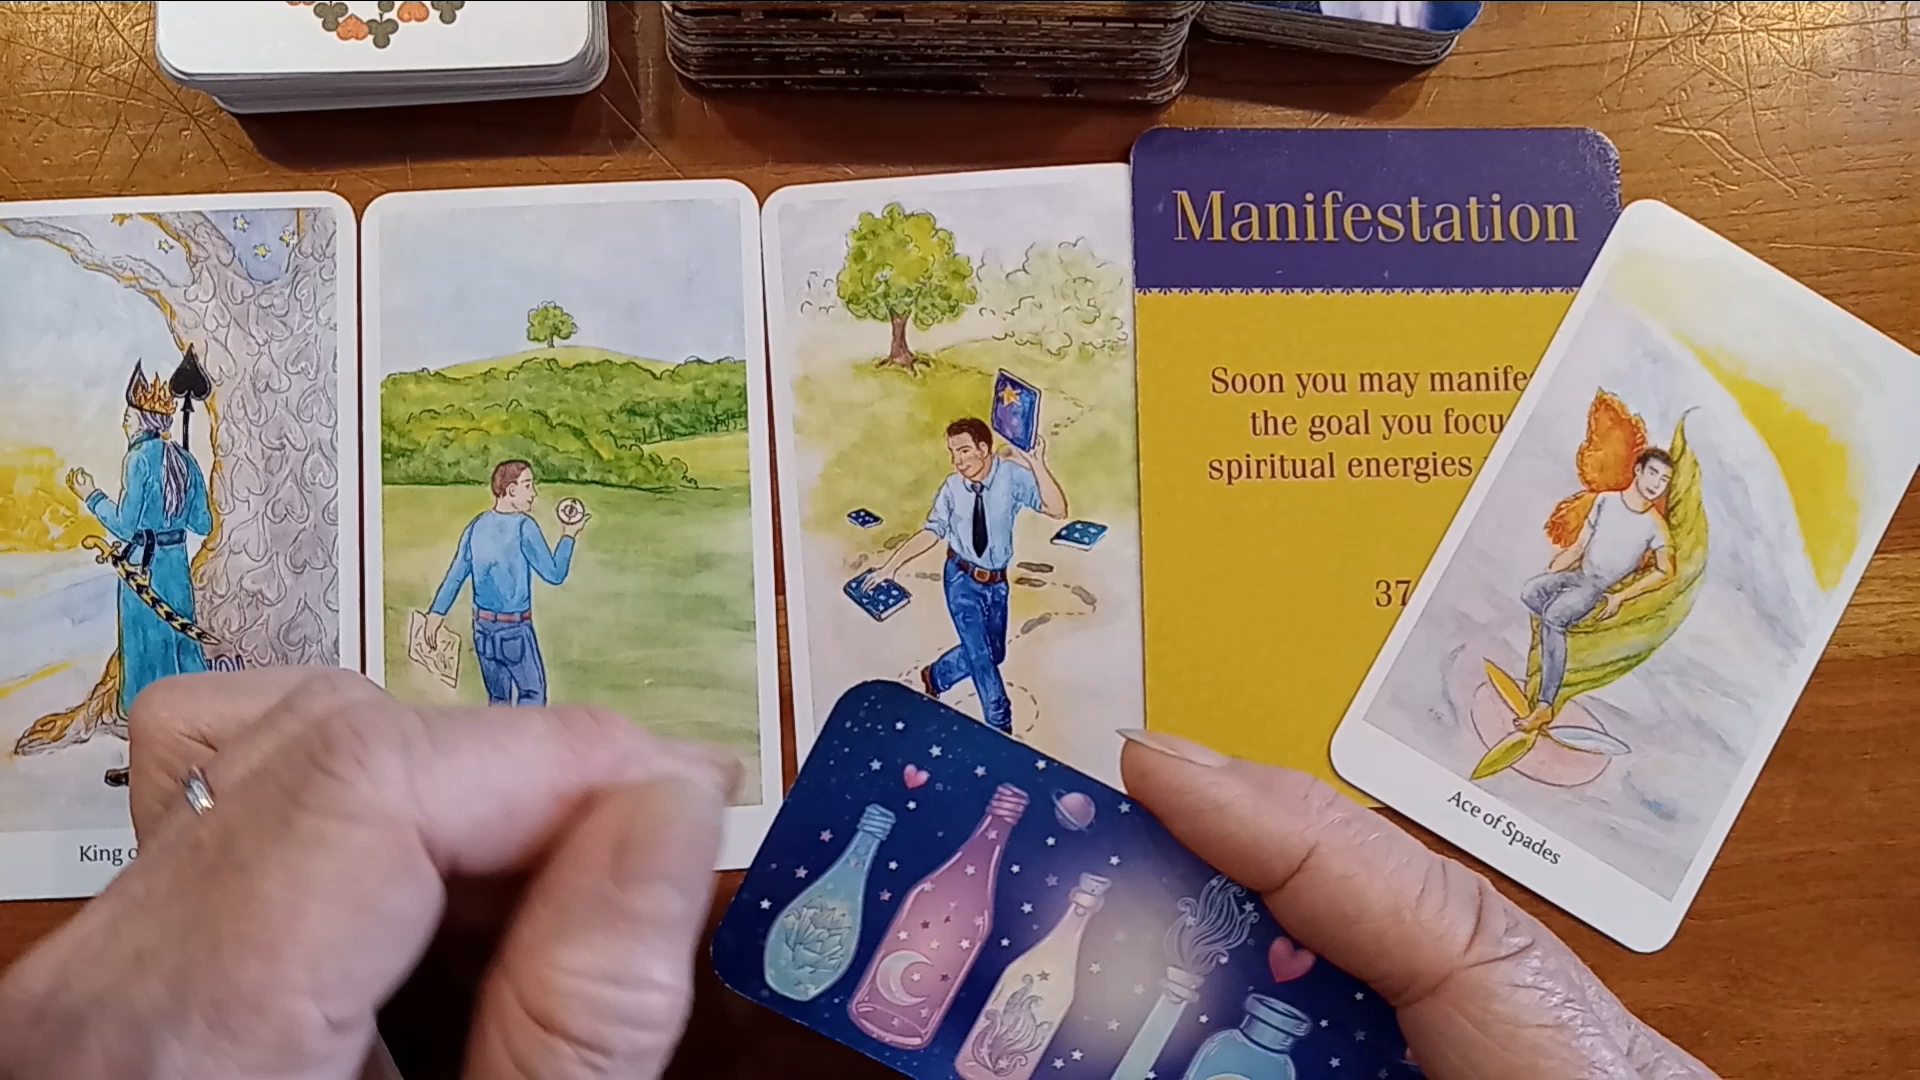 Manifestation
Soon you may manife
the goal you focu
spiritual energies
37
Ace of Spades
King o